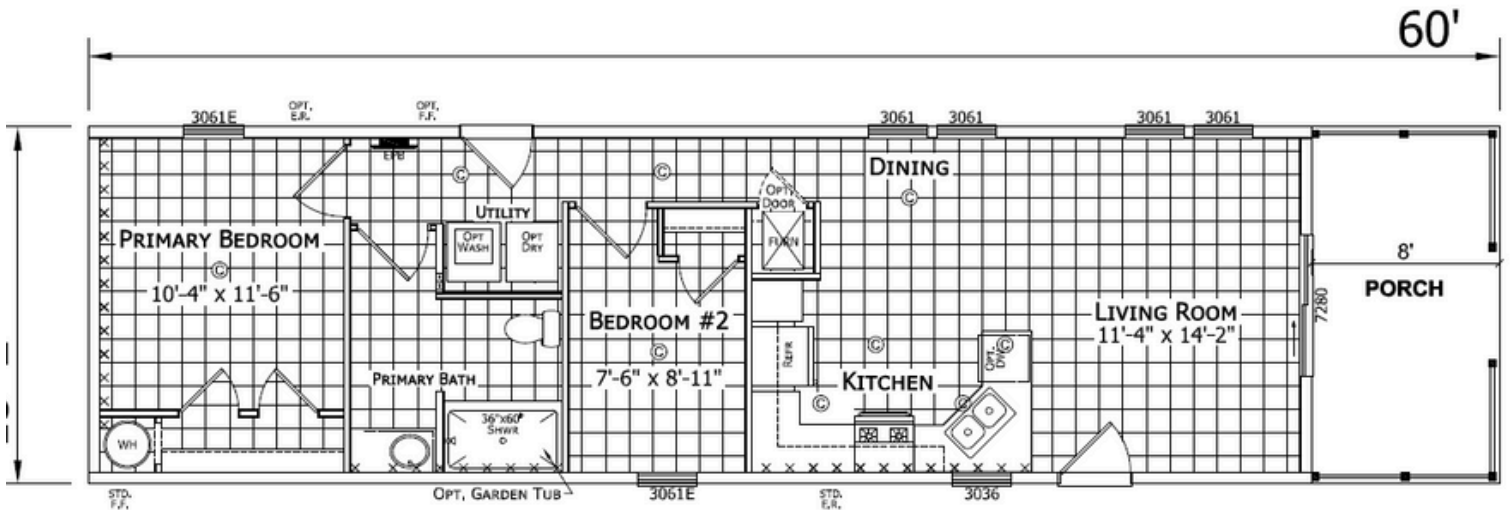 60'
3061E
OPT.
E.R.
OPT.
F.F.
3061
3061
3061
3061
EPB
C
C
DINING
C
OPT.
DOOR
UTILITY
OPT
WASH
OPT
DRY
FURN
PRIMARY BEDROOM
C
10'-4" x 11'-6"
8'
PORCH
7280
BEDROOM #2
C
7'-6" x 8'-11"
LIVING ROOM
11'-4" x 14'-2"
REFR
C
C
OPT.
DW
PRIMARY BATH
KITCHEN
C
C
36"x60"
SHWR
WH
STD.
F.F.
OPT, GARDEN TUB
3061E
STD.
E.R.
3036